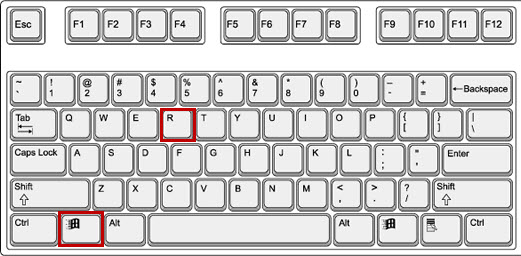 Esc F1 F2 F3 F4 F5 F6 F7 F8 F9 F10 F11 F12
~ ! @ # $ % ^ & * ( ) - +
` 1 2 3 4 5 6 7 8 9 0 - = ←Backspace
Tab Q W E R T Y U I O P { } |
[ ] \
Caps Lock A S D F G H J K L : " Enter
; '
Shift Z X C V B N M < > ? Shift
, . /
Ctrl Alt Alt Ctrl